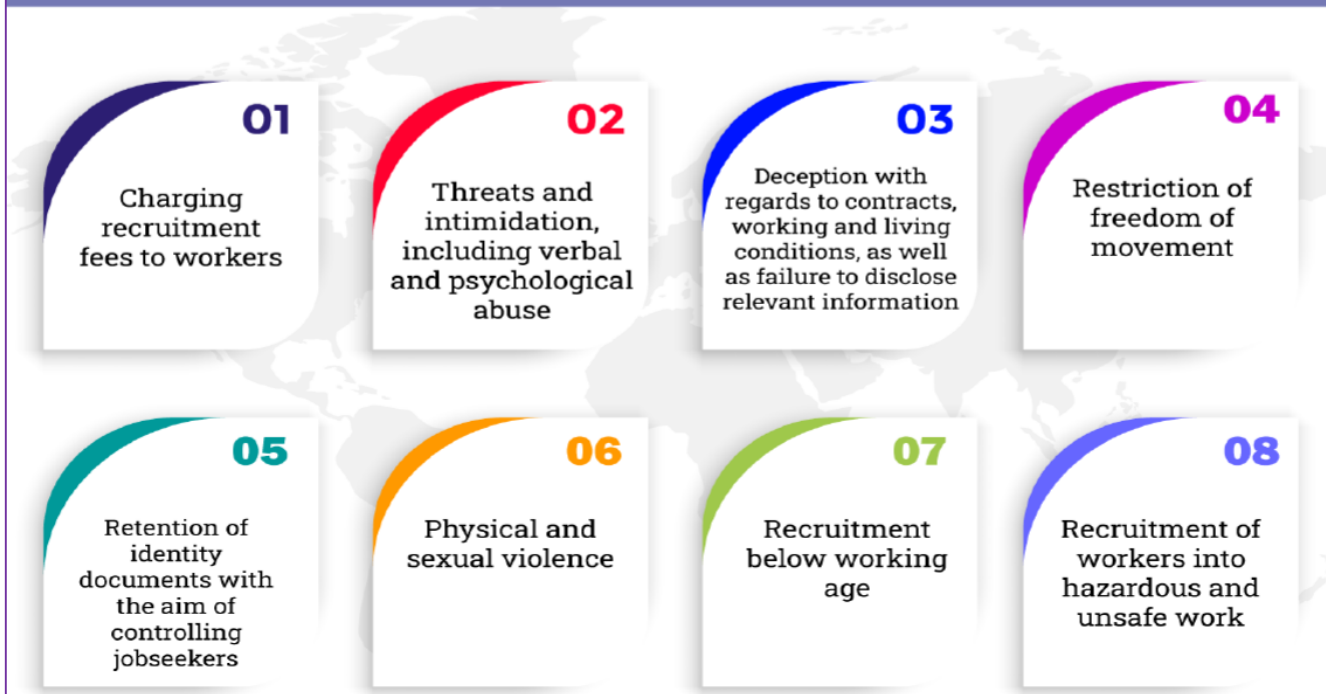 01
Charging
recruitment
fees to workers
02
Threats and
intimidation,
including verbal
and psychological
abuse
03
Deception with
regards to contracts,
working and living
conditions, as well
as failure to disclose
relevant information
04
Restriction of
freedom of
movement
05
Retention of
identity
documents with
the aim of
controlling
jobseekers
06
Physical and
sexual violence
07
Recruitment
below working
age
08
Recruitment of
workers into
hazardous and
unsafe work